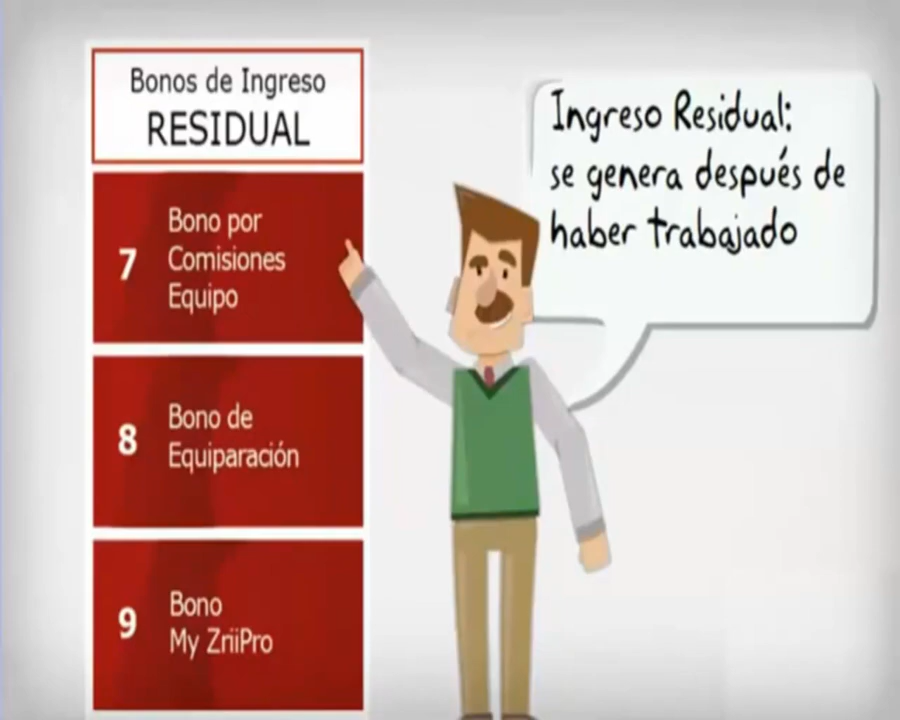 Bonos de Ingreso
RESIDUAL
7
Bono por
Comisiones
Equipo
8
Bono de
Equiparación
9
Bono
My ZriiPro
Ingreso Residual:
se genera después de
haber trabajado